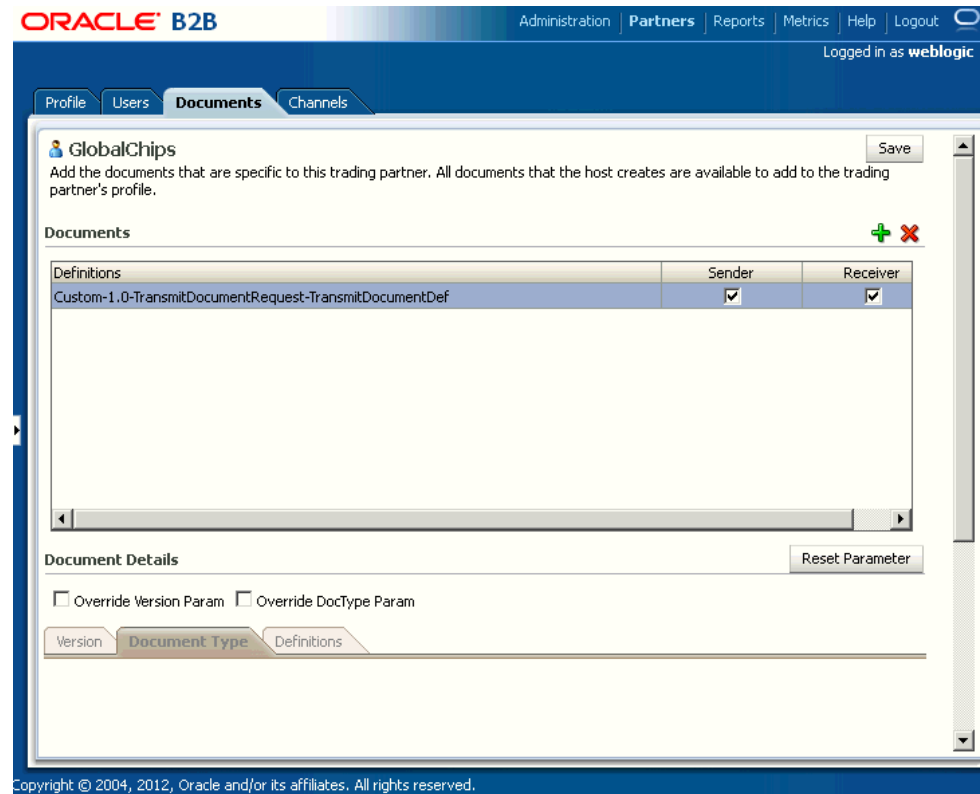 ORACLE B2B
Administration | Partners | Reports | Metrics | Help | Logout
Logged in as weblogic
Profile Users Documents Channels
GlobalChips Save
Add the documents that are specific to this trading partner. All documents that the host creates are available to add to the trading
partner's profile.
Documents
Definitions Sender Receiver
Custom-1.0-TransmitDocumentRequest-TransmitDocumentDef
Document Details Reset Parameter
Override Version Param Override DocType Param
Version Document Type Definitions
Copyright © 2004, 2012, Oracle and/or its affiliates. All rights reserved.